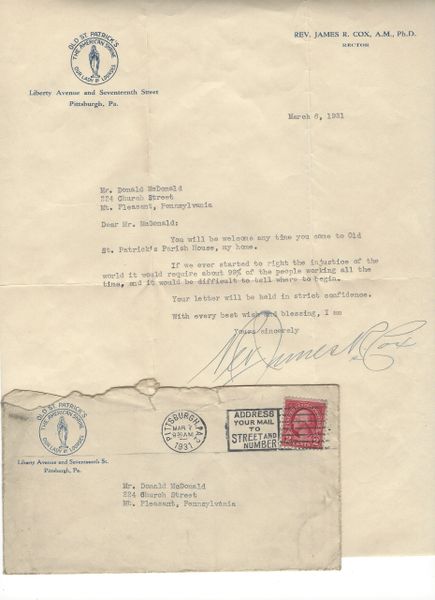 OLD ST PATRICK'S
THE AMERICAN SHRINE
OUR LADY OF LOURDES
Liberty Avenue and Seventeenth Street
Pittsburgh, Pa.
REV. JAMES R. COX, A.M., Ph.D.
RECTOR
March 6, 1931
Mr. Donald McDonald
224 Church Street
Mt. Pleasant, Pennsylvania
Dear Mr. McDonald:
You will be welcome any time you come to Old
St. Patrick's Parish House, my home.
If we ever started to right the injustice of the
world it would require about 99% of the people working all the
time, and it would be difficult to tell where to begin.
Your letter will be held in strict confidence.
With every best wish and blessing, I am
Yours sincerely
Rev. James R Cox
OLD ST PATRICK'S
THE AMERICAN SHRINE
OUR LADY OF LOURDES
Liberty Avenue and Seventeenth St.
Pittsburgh, Pa.
PITTSBURGH, PA. 2
MAR 7
1931
ADDRESS
YOUR MAIL
TO
STREET AND
NUMBER
Mr. Donald McDonald
224 Church Street
Mt. Pleasant, Pennsylvania